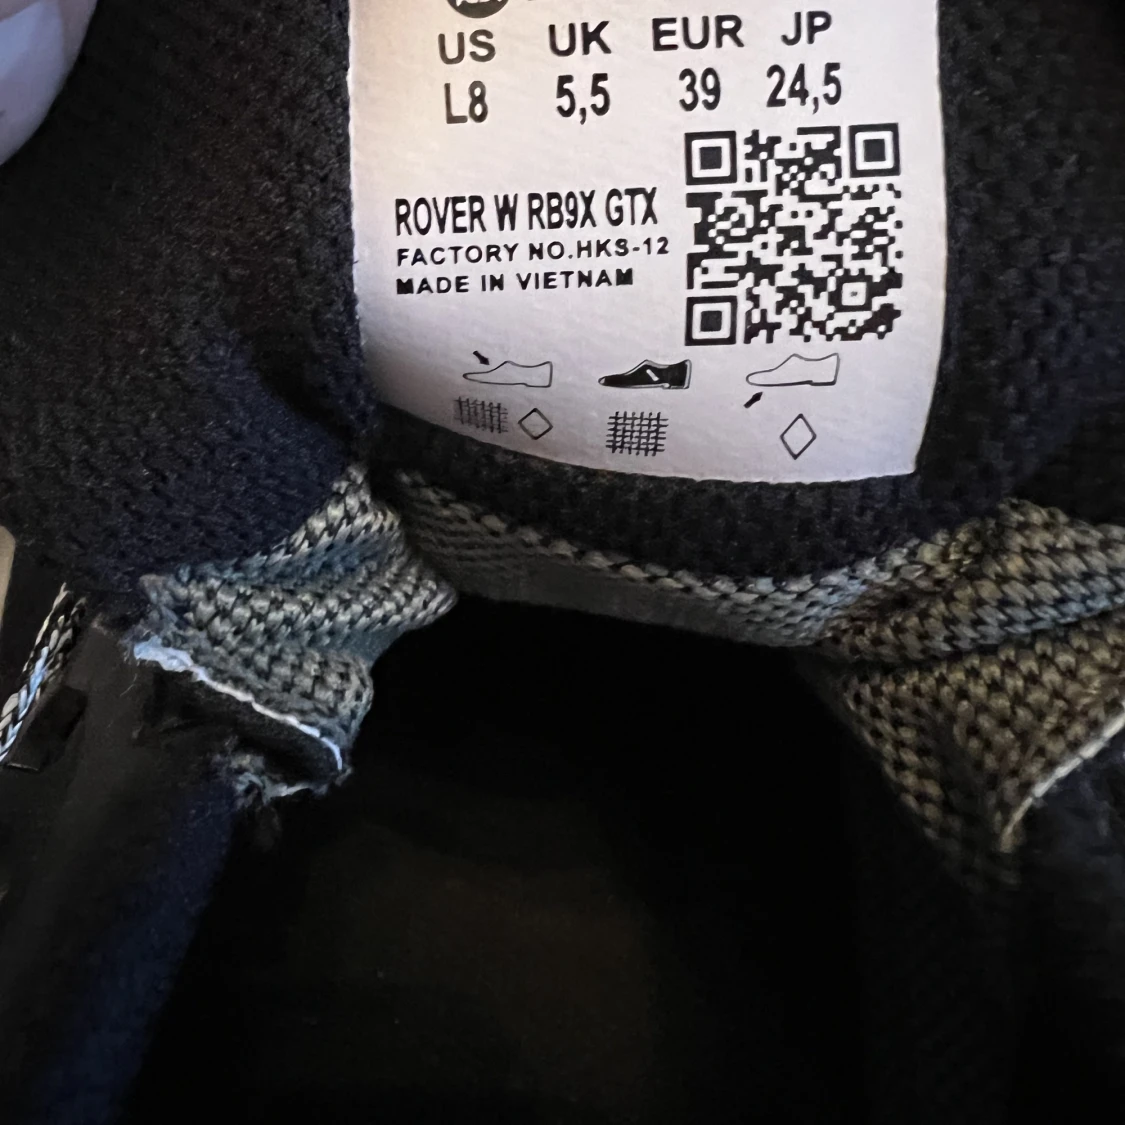 US UK EUR JP
L8 5,5 39 24,5
ROVER W RB9X GTX
FACTORY NO.HKS-12
MADE IN VIETNAM